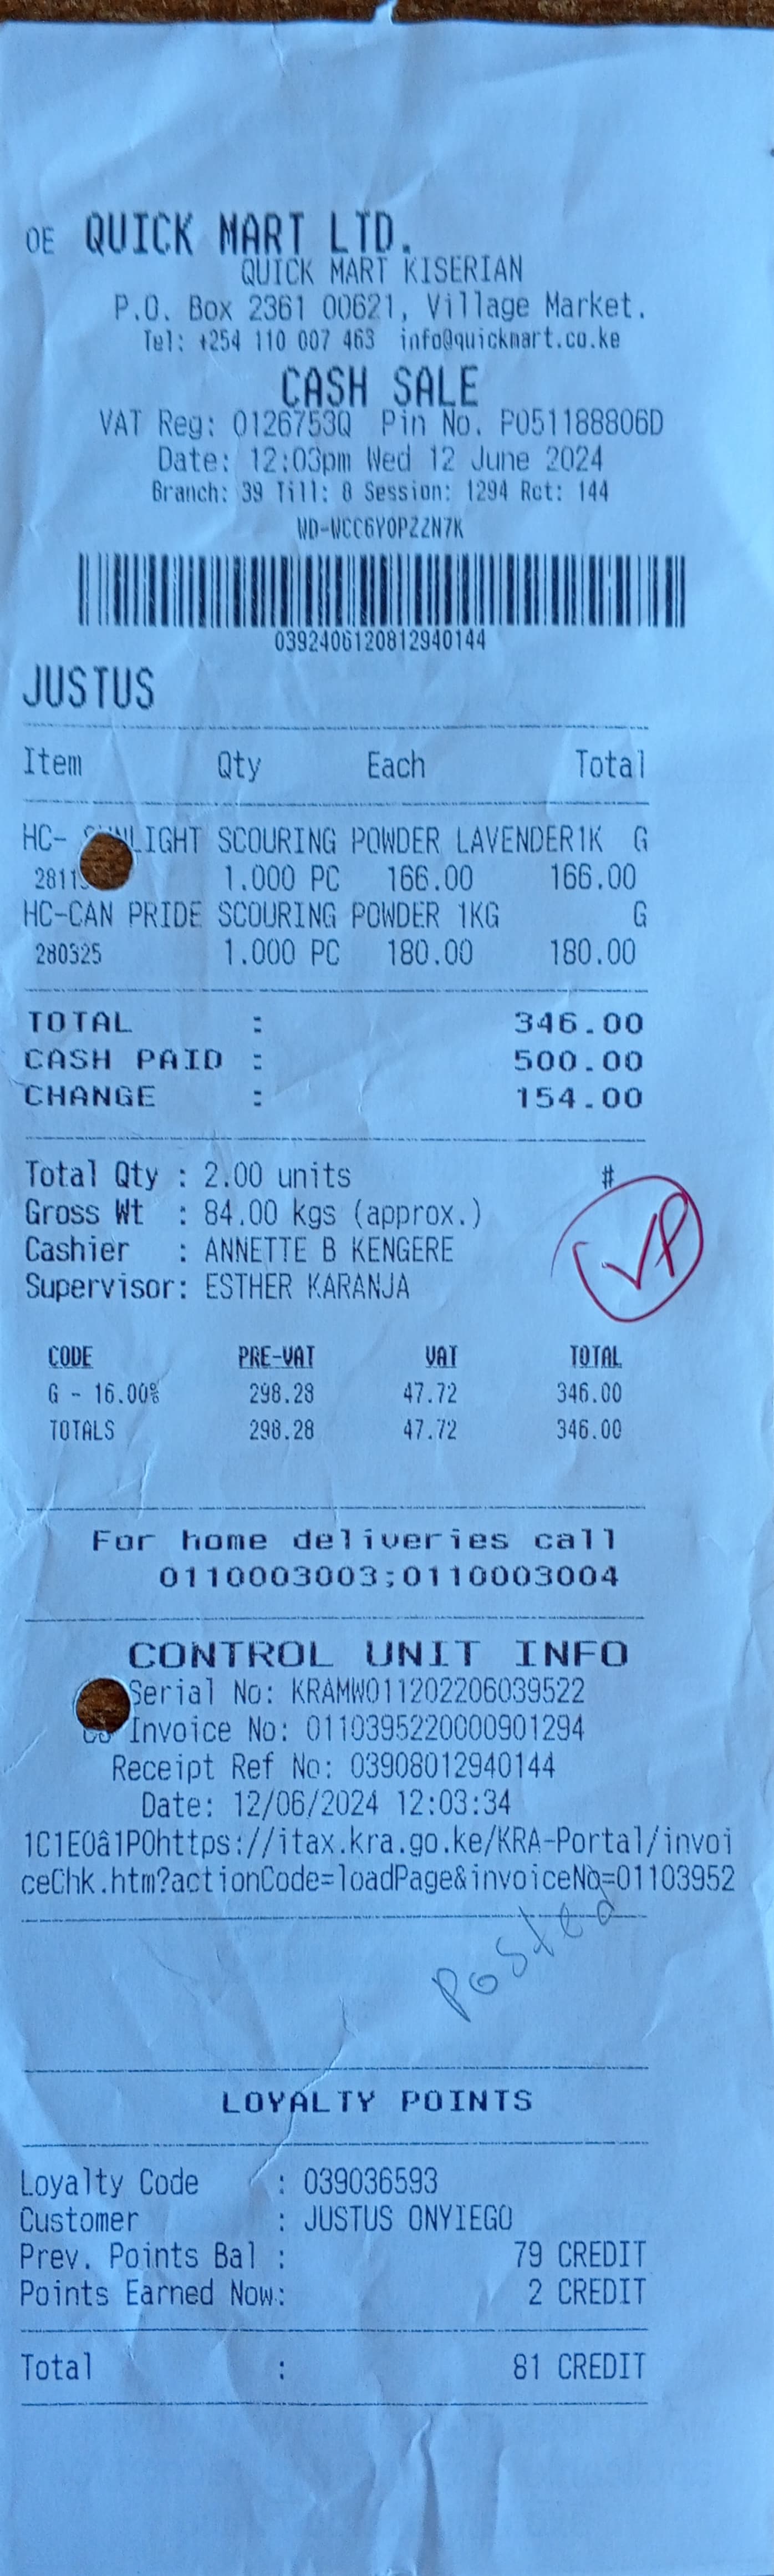 OE QUICK MART LTD.
QUICK MART KISERIAN
P.O. Box 2361 00621, Village Market.
Tel: +254 110 007 463 info@quickmart.co.ke
CASH SALE
VAT Reg: 0126753Q Pin No. P051188806D
Date: 12:03pm Wed 12 June 2024
Branch: 39 Till: 8 Session: 1294 Rct: 144
WD-WCC6Y0PZZN7K
0392406120812940144
JUSTUS
Item Qty Each Total
HC- SUNLIGHT SCOURING POWDER LAVENDER1K G
1.000 PC 166.00 166.00
HC-CAN PRIDE SCOURING POWDER 1KG G
280325 1.000 PC 180.00 180.00
TOTAL : 346.00
CASH PAID : 500.00
CHANGE : 154.00
Total Qty : 2.00 units #
Gross Wt : 84.00 kgs (approx.)
Cashier : ANNETTE B KENGERE
Supervisor: ESTHER KARANJA
CODE PRE-VAT VAT TOTAL
G - 16.00% 298.28 47.72 346.00
TOTALS 298.28 47.72 346.00
For home deliveries call
0110003003;0110003004
CONTROL UNIT INFO
Serial No: KRAMW011202206039522
Invoice No: 0110395220000901294
Receipt Ref No: 03908012940144
Date: 12/06/2024 12:03:34
1C1E0â1P0https://itax.kra.go.ke/KRA-Portal/invoi
ceChk.htm?actionCode=loadPage&invoiceNo=01103952
Posted
LOYALTY POINTS
Loyalty Code : 039036593
Customer : JUSTUS ONYIEGO
Prev. Points Bal : 79 CREDIT
Points Earned Now: 2 CREDIT
Total : 81 CREDIT